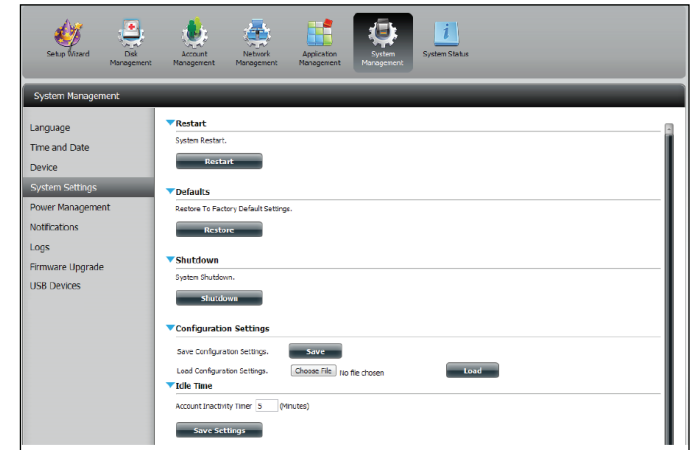 Setup Wizard
Disk Management
Account Management
Network Management
Application Management
System Management
System Status
System Management
Language
Time and Date
Device
System Settings
Power Management
Notifications
Logs
Firmware Upgrade
USB Devices
Restart
System Restart.
Restart
Defaults
Restore To Factory Default Settings.
Restore
Shutdown
System Shutdown.
Shutdown
Configuration Settings
Save Configuration Settings. Save
Load Configuration Settings. Choose File No file chosen Load
Idle Time
Account Inactivity Timer 5 (Minutes)
Save Settings